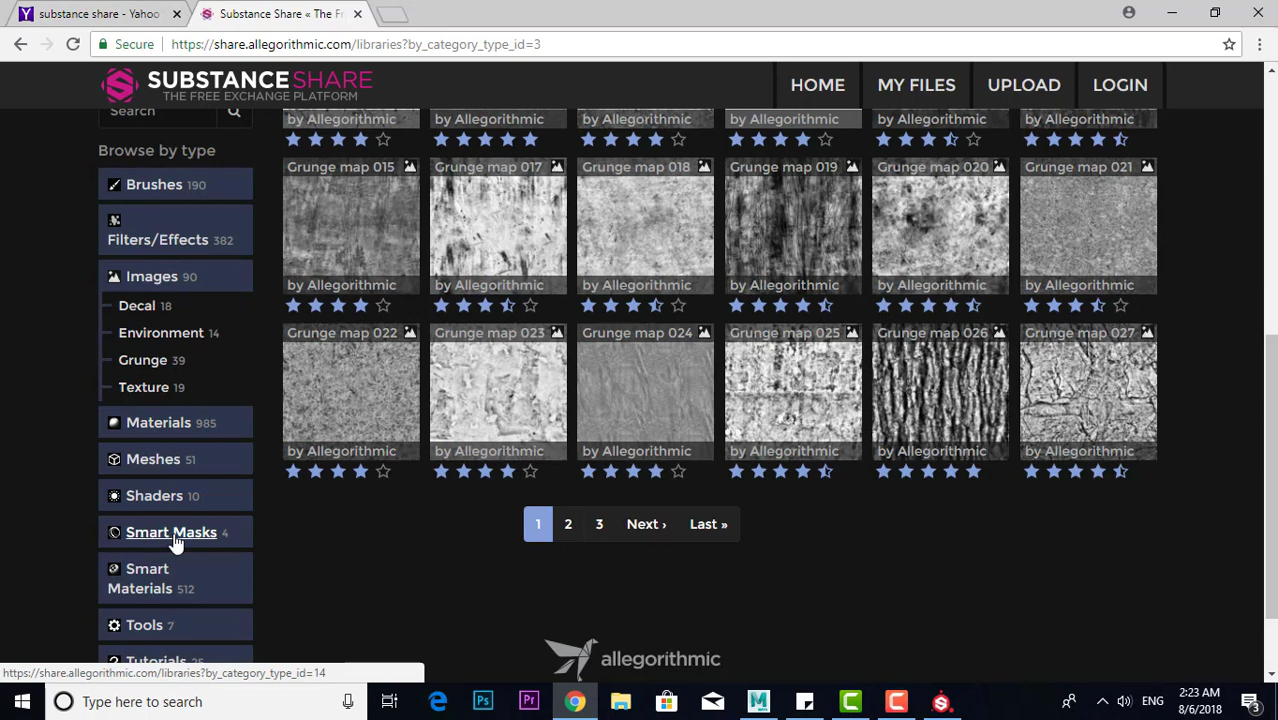 substance share - Yahoo
Substance Share « The Fr
Secure
https://share.allegorithmic.com/libraries?by_category_type_id=3
SUBSTANCE SHARE
THE FREE EXCHANGE PLATFORM
HOME
MY FILES
UPLOAD
LOGIN
Search
by Allegorithmic
by Allegorithmic
by Allegorithmic
by Allegorithmic
by Allegorithmic
by Allegorithmic
Browse by type
Brushes 190
Filters/Effects 382
Images 90
Decal 18
Environment 14
Grunge 39
Texture 19
Materials 985
Meshes 51
Shaders 10
Smart Masks 4
Smart
Materials 512
Tools 7
Tutorials 25
Grunge map 015
Grunge map 017
Grunge map 018
Grunge map 019
Grunge map 020
Grunge map 021
by Allegorithmic
by Allegorithmic
by Allegorithmic
by Allegorithmic
by Allegorithmic
by Allegorithmic
Grunge map 022
Grunge map 023
Grunge map 024
Grunge map 025
Grunge map 026
Grunge map 027
by Allegorithmic
by Allegorithmic
by Allegorithmic
by Allegorithmic
by Allegorithmic
by Allegorithmic
1 2 3 Next › Last »
allegorithmic
https://share.allegorithmic.com/libraries?by_category_type_id=14
Type here to search
Ps
Pr
M
ENG
2:23 AM
8/6/2018
3